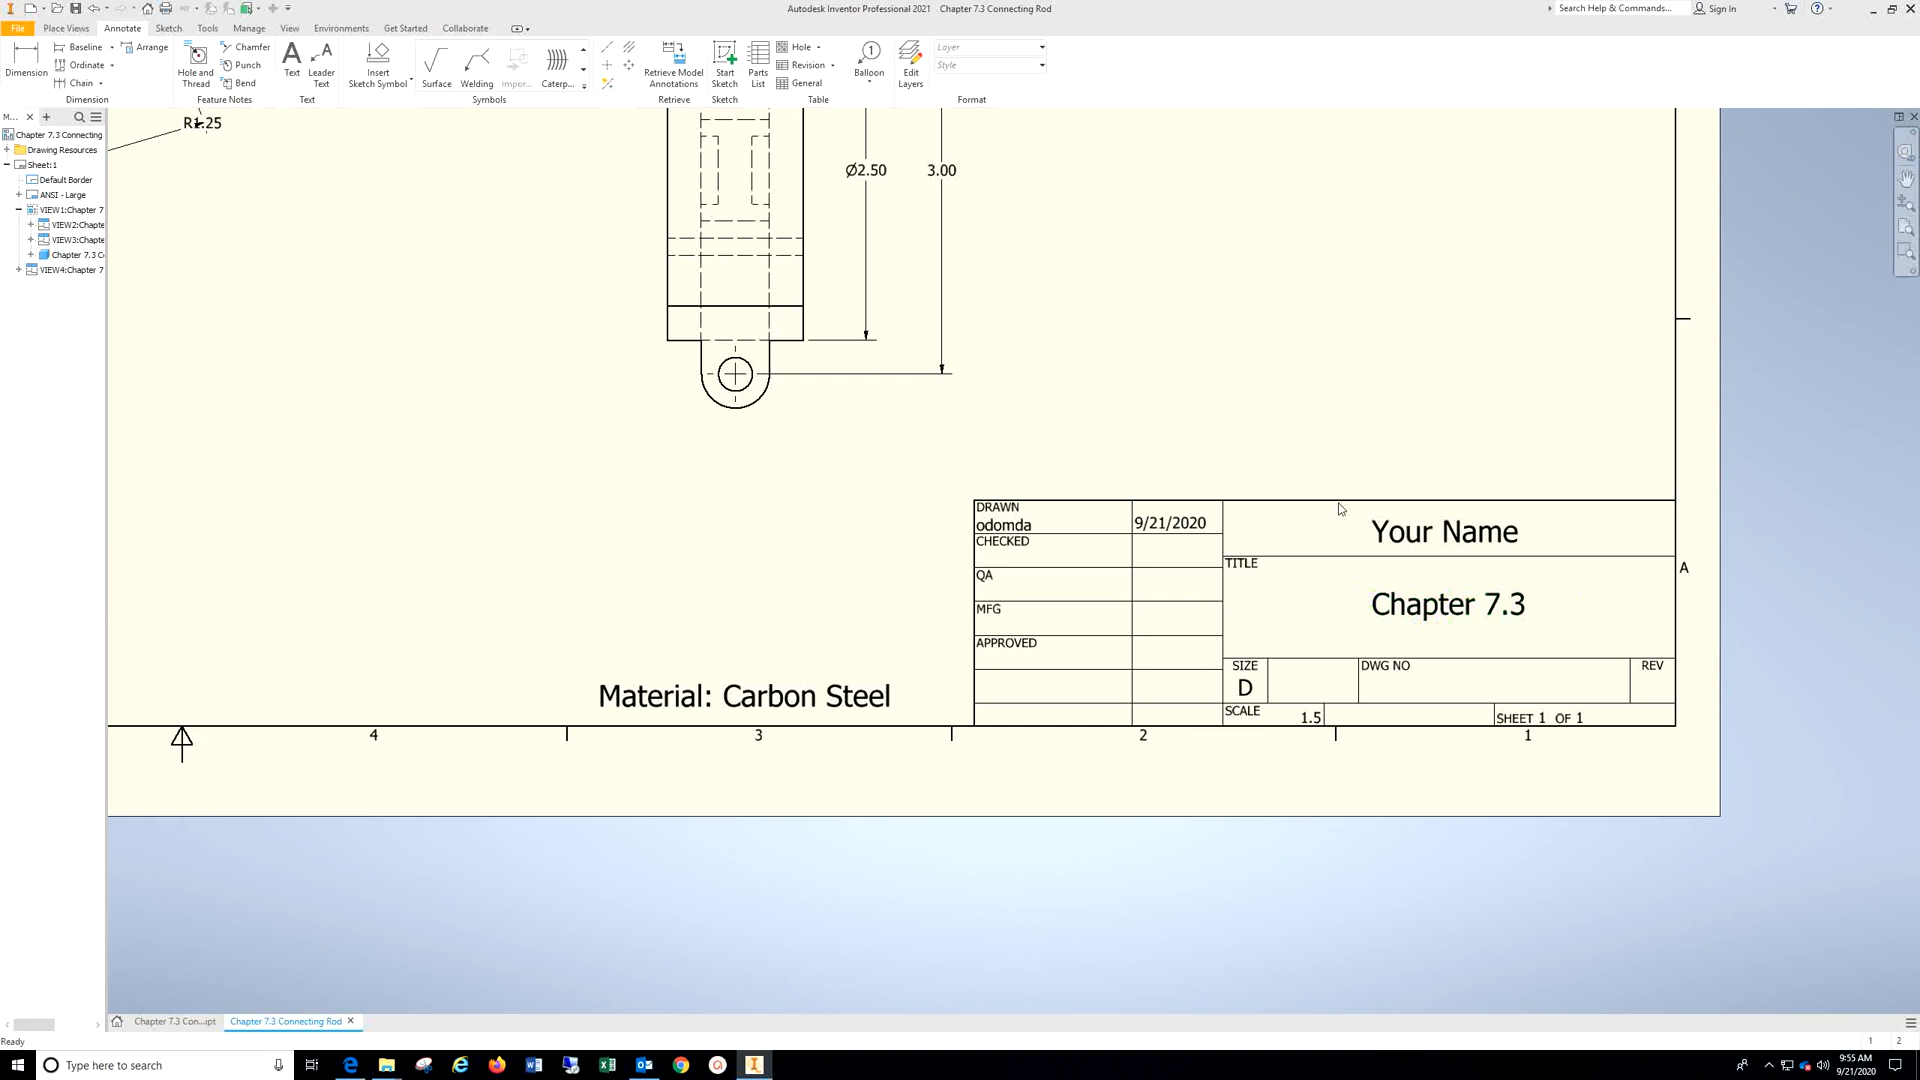 Autodesk Inventor Professional 2021 Chapter 7.3 Connecting Rod
Search Help & Commands...
Sign In
File Place Views Annotate Sketch Tools Manage View Environments Get Started Collaborate
Dimension
Baseline
Arrange
Ordinate
Chain
Dimension
Hole and Thread
Chamfer
Punch
Bend
Feature Notes
Text
Leader Text
Text
Insert Sketch Symbol
Surface
Welding
Impor...
Caterp...
Symbols
Retrieve Model Annotations
Retrieve
Start Sketch
Sketch
Parts List
Hole
Revision
General
Table
Balloon
Edit Layers
Layer
Style
Format
M...
Chapter 7.3 Connecting
Drawing Resources
Sheet:1
Default Border
ANSI - Large
VIEW1:Chapter 7
VIEW2:Chapte
VIEW3:Chapte
Chapter 7.3 C
VIEW4:Chapter 7
R1.25
Ø2.50
3.00
DRAWN
odomda
9/21/2020
CHECKED
QA
MFG
APPROVED
Your Name
TITLE
Chapter 7.3
SIZE
D
DWG NO
REV
SCALE
1.5
SHEET 1 OF 1
A
Material: Carbon Steel
4 3 2 1
Chapter 7.3 Con...ipt
Chapter 7.3 Connecting Rod
Ready
1 2
Type here to search
9:55 AM
9/21/2020